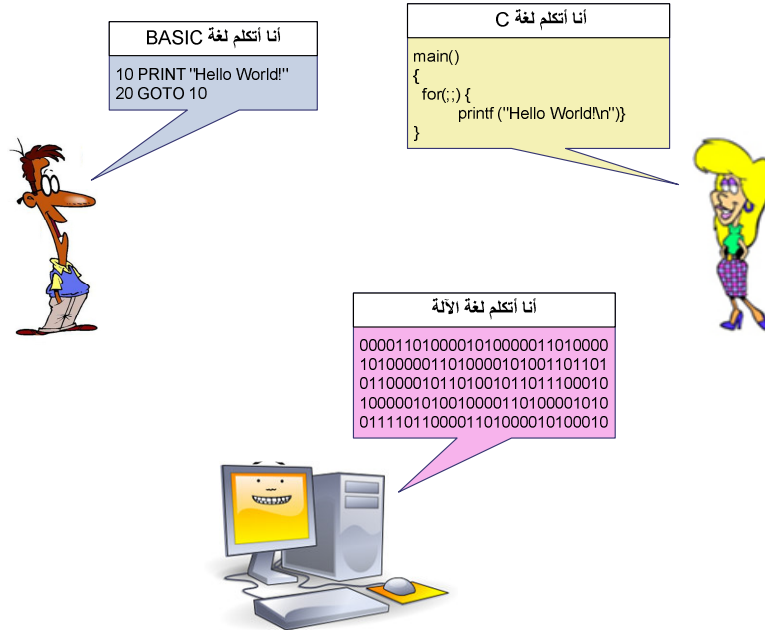 أنا أتكلم لغة BASIC
10 PRINT "Hello World!"
20 GOTO 10
أنا أتكلم لغة C
main()
{
for(;;) {
printf ("Hello World!\n")}
}
أنا أتكلم لغة الآلة
0000110100001010000011010000
1010000011010000101001101101
0110000101101001011011100010
1000001010010000110100001010
0111101100001101000010100010